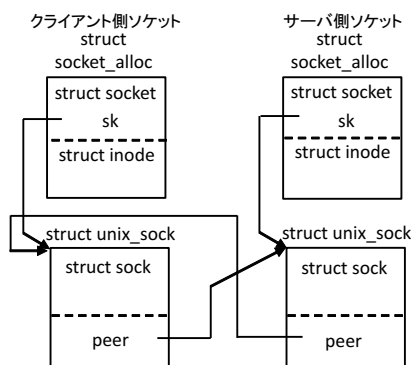 クライアント側ソケット
struct
socket_alloc
struct socket
sk
struct inode
struct unix_sock
struct sock
peer
サーバ側ソケット
struct
socket_alloc
struct socket
sk
struct inode
struct unix_sock
struct sock
peer